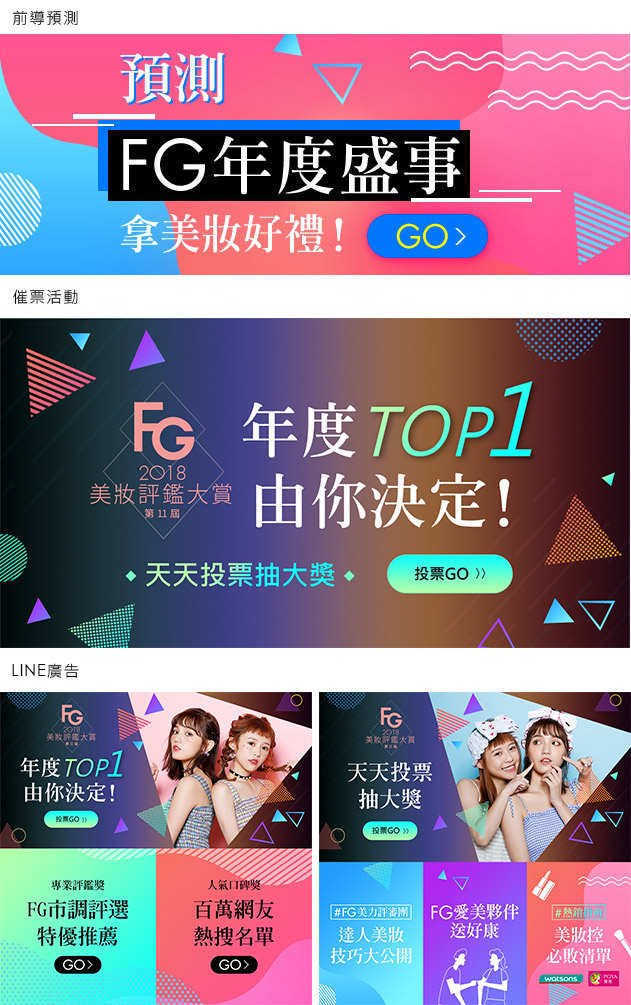 前導預測
預測
FG年度盛事
拿美妝好禮！
GO
催票活動
FG
2018
美妝評鑑大賞
第11屆
年度TOP1
由你決定！
天天投票抽大獎
投票GO
LINE廣告
FG
2018
美妝評鑑大賞
第11屆
年度TOP1
由你決定！
投票GO
專業評鑑獎
FG市調評選
特優推薦
GO
人氣口碑獎
百萬網友
熱搜名單
GO
FG
2018
美妝評鑑大賞
第11屆
天天投票
抽大獎
投票GO
#FG美力評審團
達人美妝
技巧大公開
FG愛美夥伴
送好康
#熱銷
美妝控
必敗清單
watsons
POYA
寶雅